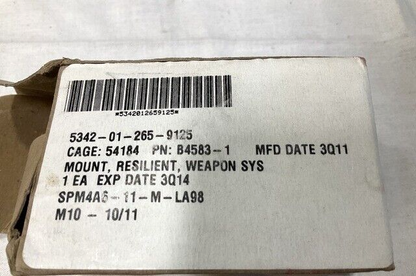 *5342012659125*
5342-01-265-9125
CAGE: 54184 PN: B4583-1 MFD DATE 3Q11
MOUNT, RESILIENT, WEAPON SYS
1 EA EXP DATE 3Q14
SPM4A6-11-M-LA98
M10 - 10/11